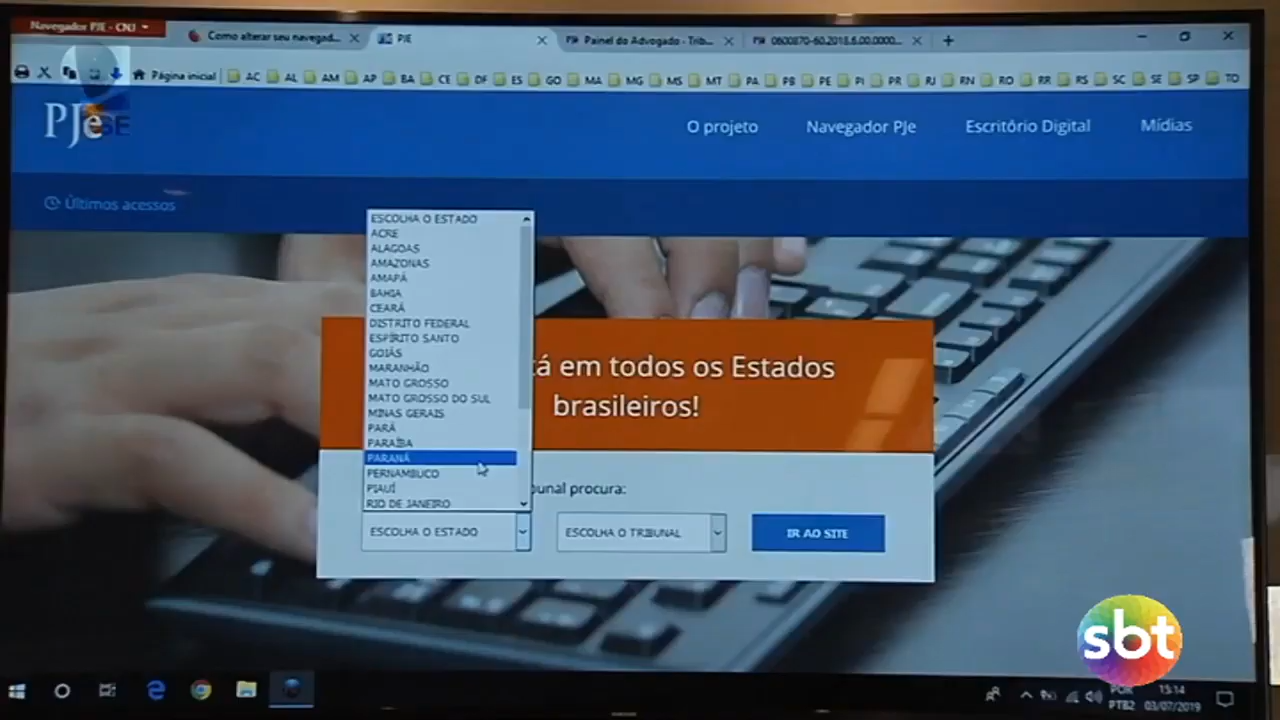 Navegador PJE - CNJ
Como alterar seu navegad...
PJE
Painel do Advogado - Trib...
0600870-60.2018.6.00.0000...
Página inicial AC AL AM AP BA CE DF ES GO MA MG MS MT PA PB PE PI PR RJ RN RO RR RS SC SE SP TO
PJe
O projeto
Navegador PJe
Escritório Digital
Mídias
Últimos acessos
ESCOLHA O ESTADO
ACRE
ALAGOAS
AMAZONAS
AMAPÁ
BAHIA
CEARÁ
DISTRITO FEDERAL
ESPÍRITO SANTO
GOIÁS
MARANHÃO
MATO GROSSO
MATO GROSSO DO SUL
MINAS GERAIS
PARÁ
PARAÍBA
PARANÁ
PERNAMBUCO
PIAUÍ
RIO DE JANEIRO
em todos os Estados
brasileiros!
procura:
ESCOLHA O ESTADO
ESCOLHA O TRIBUNAL
IR AO SITE
sbt
POR
PTB2
15:14
03/07/2019